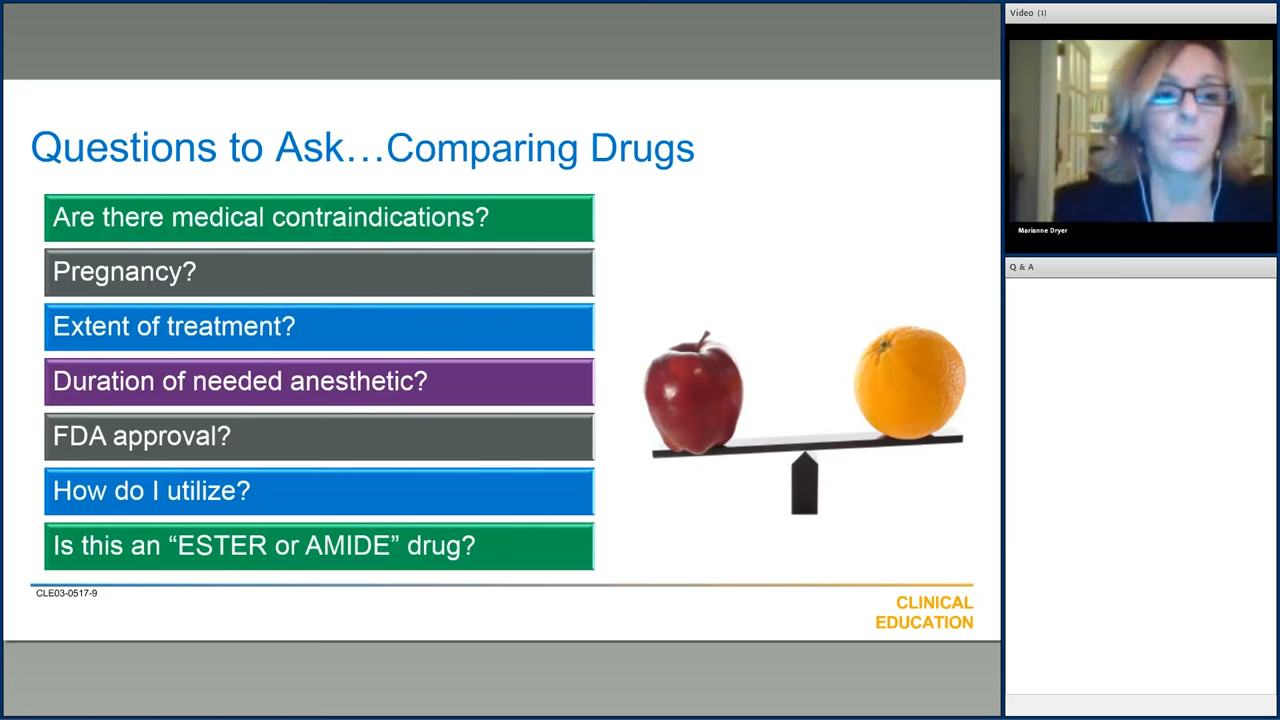 Questions to Ask…Comparing Drugs
Are there medical contraindications?
Pregnancy?
Extent of treatment?
Duration of needed anesthetic?
FDA approval?
How do I utilize?
Is this an “ESTER or AMIDE” drug?
CLE03-0517-9
CLINICAL
EDUCATION
Video (1)
Marianne Dryer
Q & A